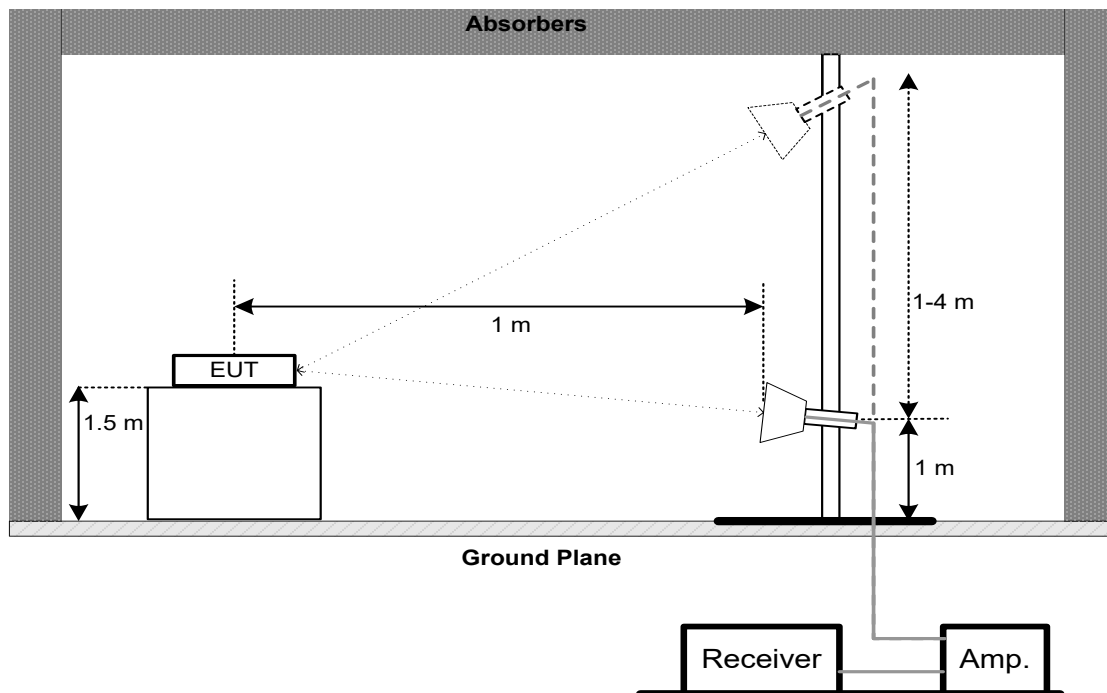 Absorbers
1-4 m
1 m
EUT
1.5 m
1 m
Ground Plane
Receiver
Amp.